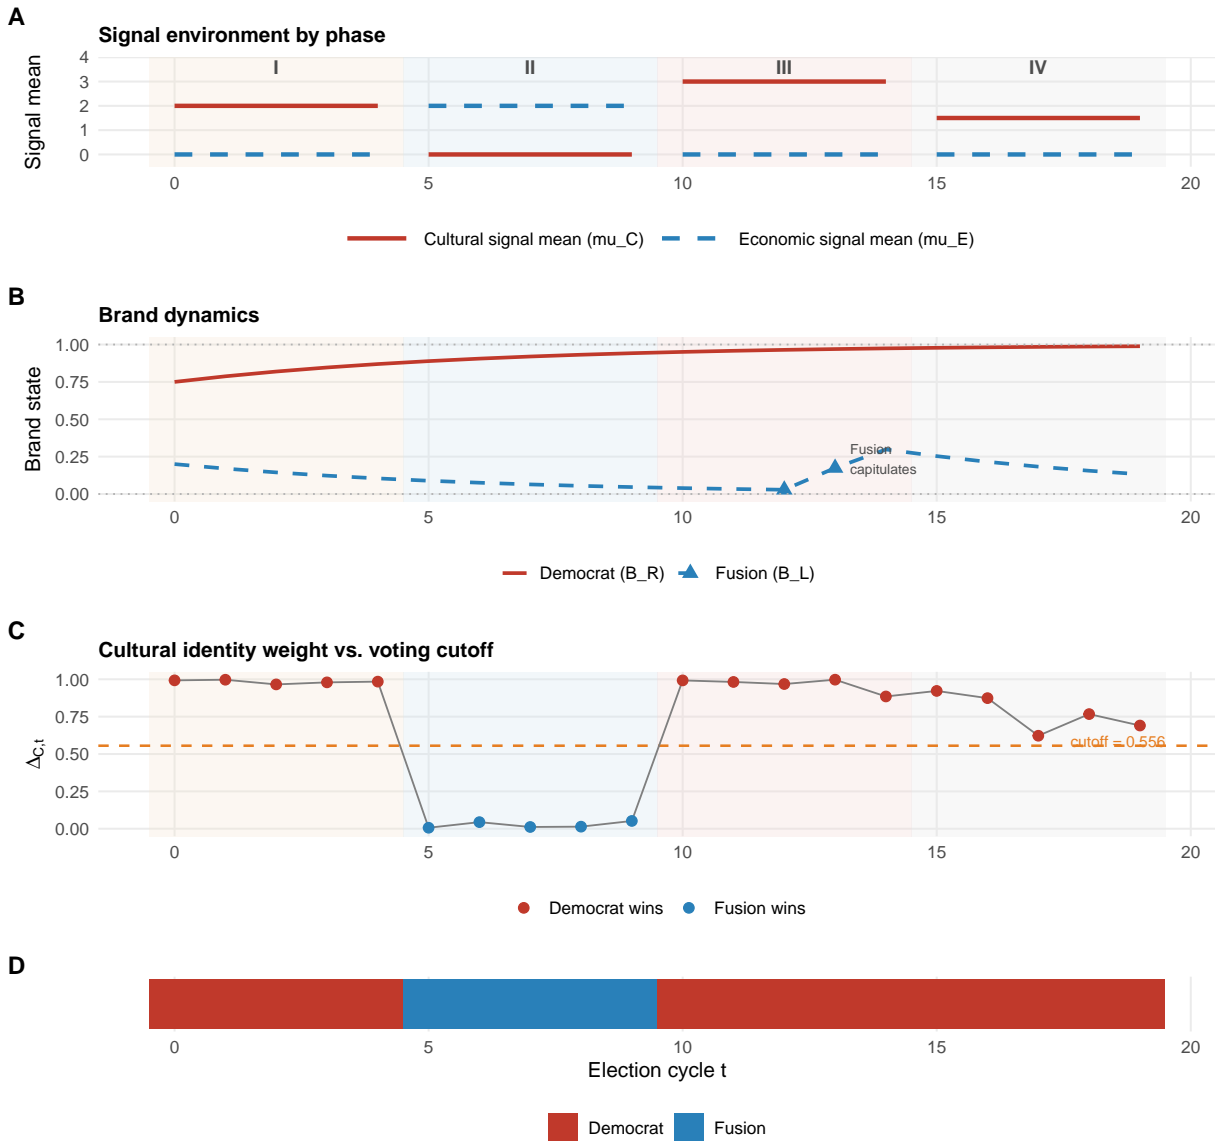 A
Signal environment by phase
Signal mean
4
3
2
1
0
I
II
III
IV
0
5
10
15
20
Cultural signal mean (mu_C)
Economic signal mean (mu_E)
B
Brand dynamics
Brand state
1.00
0.75
0.50
0.25
0.00
Fusion
capitulates
0
5
10
15
20
Democrat (B_R)
Fusion (B_L)
C
Cultural identity weight vs. voting cutoff
ΔC,t
1.00
0.75
0.50
0.25
0.00
cutoff = 0.556
0
5
10
15
20
Democrat wins
Fusion wins
D
0
5
10
15
20
Election cycle t
Democrat
Fusion